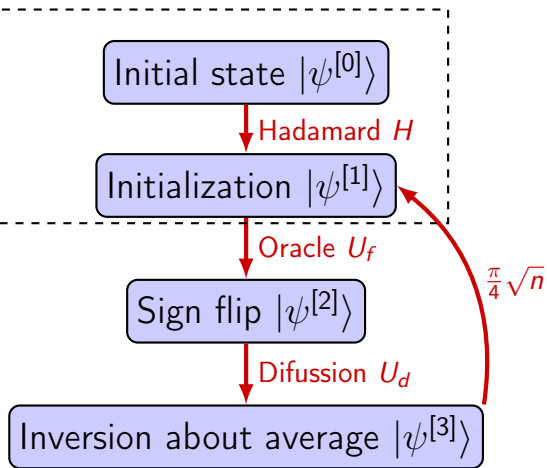 Initial state |ψ^[0]⟩
Hadamard H
Initialization |ψ^[1]⟩
Oracle U_f
π/4 √n
Sign flip |ψ^[2]⟩
Difussion U_d
Inversion about average |ψ^[3]⟩